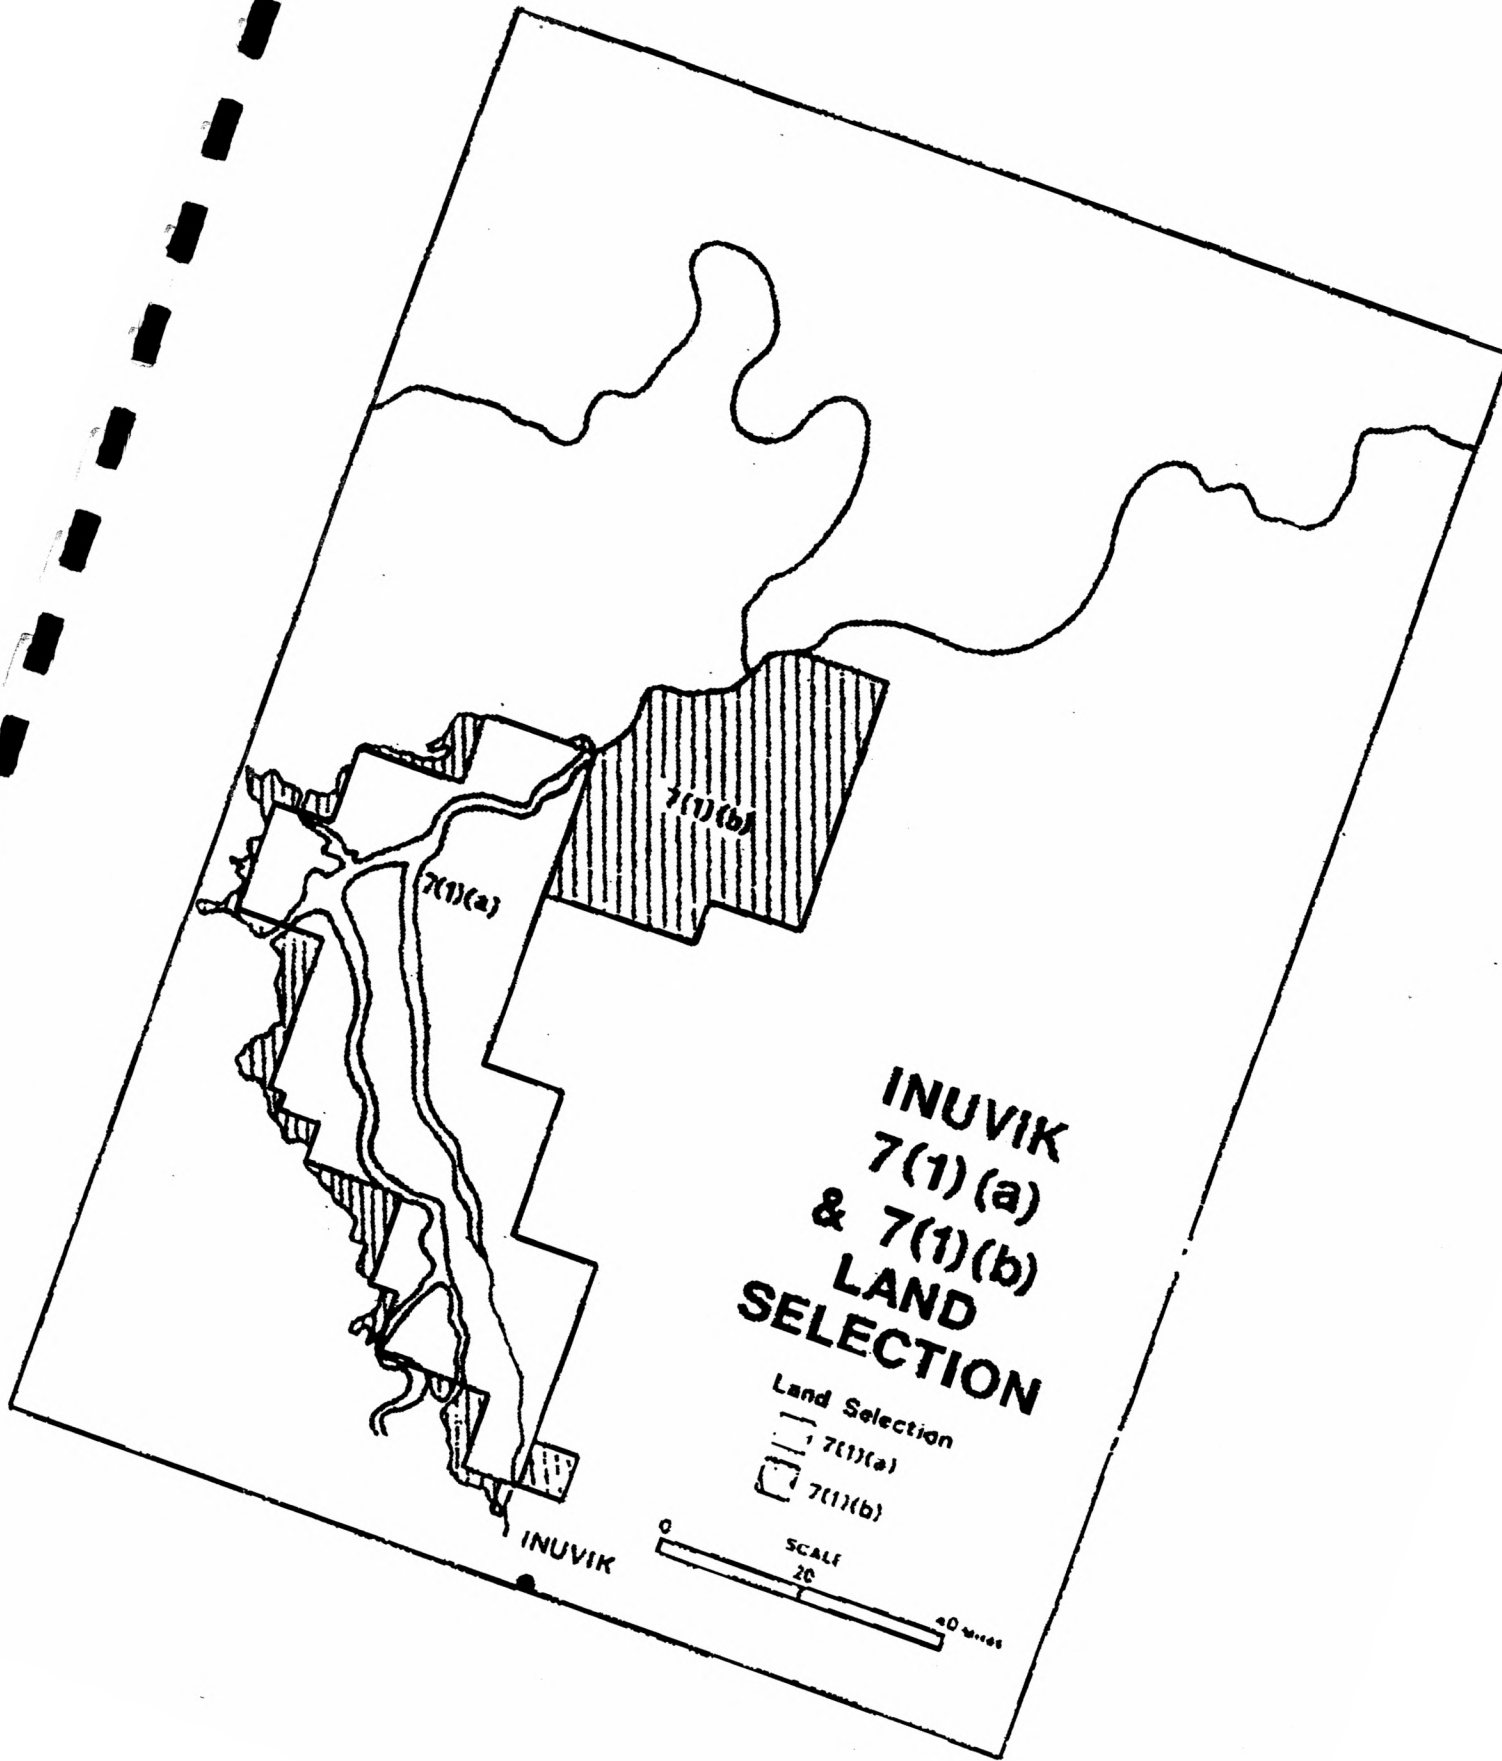 7(1)(b)
7(1)(a)
INUVIK
7(1)(a)
& 7(1)(b)
LAND
SELECTION
Land Selection
7(1)(a)
7(1)(b)
SCALE
0 20 40 Miles
INUVIK